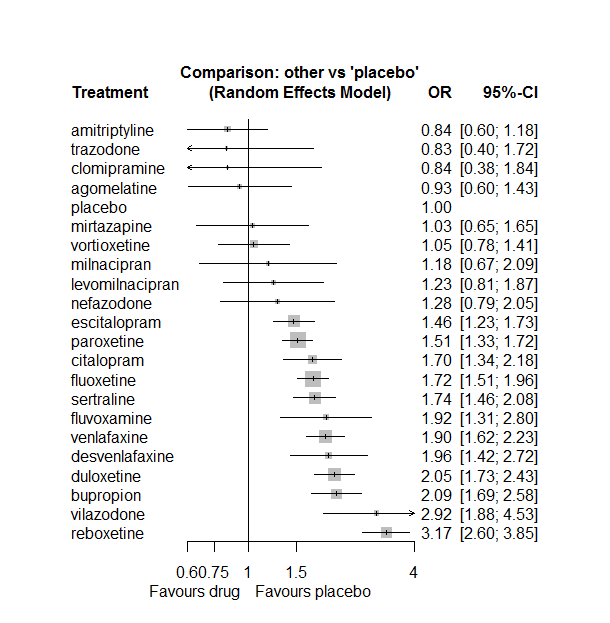 Comparison: other vs 'placebo'
Treatment (Random Effects Model) OR 95%-CI
amitriptyline 0.84 [0.60; 1.18]
trazodone 0.83 [0.40; 1.72]
clomipramine 0.84 [0.38; 1.84]
agomelatine 0.93 [0.60; 1.43]
placebo 1.00
mirtazapine 1.03 [0.65; 1.65]
vortioxetine 1.05 [0.78; 1.41]
milnacipran 1.18 [0.67; 2.09]
levomilnacipran 1.23 [0.81; 1.87]
nefazodone 1.28 [0.79; 2.05]
escitalopram 1.46 [1.23; 1.73]
paroxetine 1.51 [1.33; 1.72]
citalopram 1.70 [1.34; 2.18]
fluoxetine 1.72 [1.51; 1.96]
sertraline 1.74 [1.46; 2.08]
fluvoxamine 1.92 [1.31; 2.80]
venlafaxine 1.90 [1.62; 2.23]
desvenlafaxine 1.96 [1.42; 2.72]
duloxetine 2.05 [1.73; 2.43]
bupropion 2.09 [1.69; 2.58]
vilazodone 2.92 [1.88; 4.53]
reboxetine 3.17 [2.60; 3.85]
0.60.75 1 1.5 4
Favours drug Favours placebo